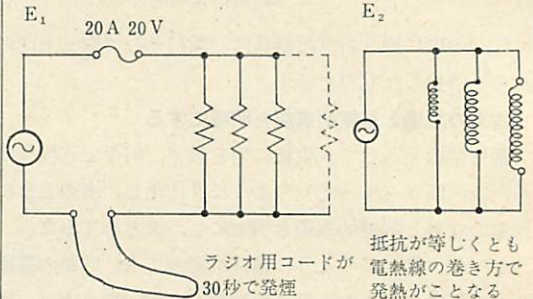 E₁
20A 20V
E₂
ラジオ用コードが
30秒で発煙
抵抗が等しくとも
電熱線の巻き方で
発熱がことなる